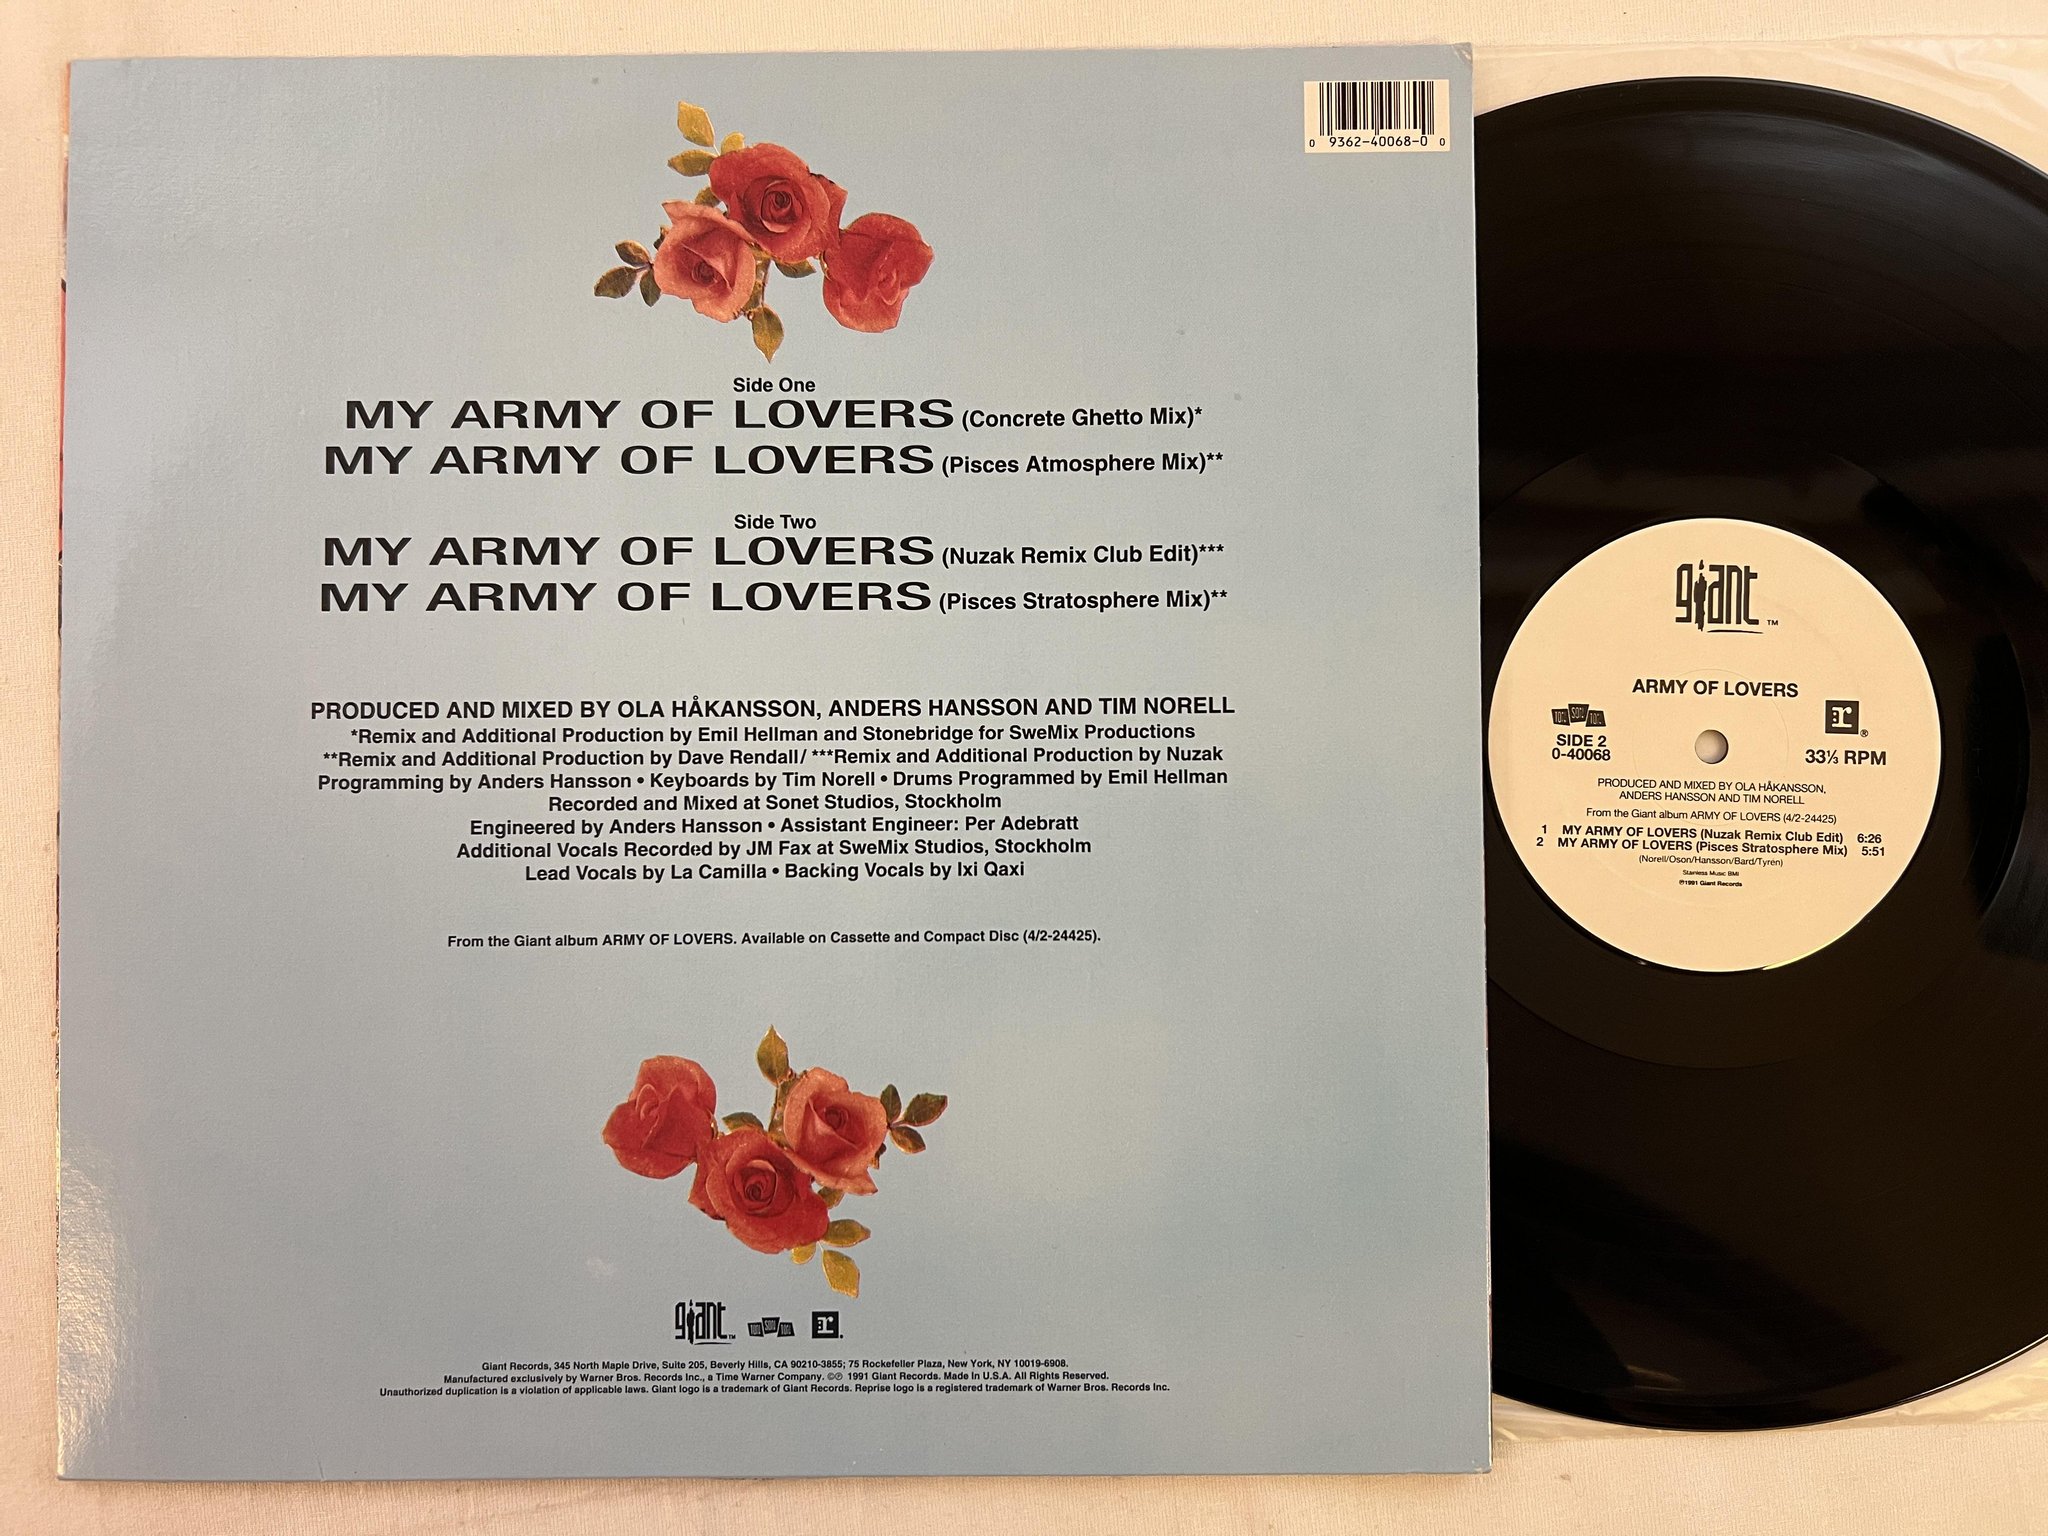 0 9362-40068-0 0
Side One
MY ARMY OF LOVERS (Concrete Ghetto Mix)*
MY ARMY OF LOVERS (Pisces Atmosphere Mix)**
Side Two
MY ARMY OF LOVERS (Nuzak Remix Club Edit)***
MY ARMY OF LOVERS (Pisces Stratosphere Mix)**
PRODUCED AND MIXED BY OLA HÅKANSSON, ANDERS HANSSON AND TIM NORELL
*Remix and Additional Production by Emil Hellman and Stonebridge for SweMix Productions
**Remix and Additional Production by Dave Rendall/ ***Remix and Additional Production by Nuzak
Programming by Anders Hansson • Keyboards by Tim Norell • Drums Programmed by Emil Hellman
Recorded and Mixed at Sonet Studios, Stockholm
Engineered by Anders Hansson • Assistant Engineer: Per Adebratt
Additional Vocals Recorded by JM Fax at SweMix Studios, Stockholm
Lead Vocals by La Camilla • Backing Vocals by Ixi Qaxi
From the Giant album ARMY OF LOVERS. Available on Cassette and Compact Disc (4/2-24425).
giant™ TON SON TON r®
Giant Records, 345 North Maple Drive, Suite 205, Beverly Hills, CA 90210-3855; 75 Rockefeller Plaza, New York, NY 10019-6908.
Manufactured exclusively by Warner Bros. Records Inc., a Time Warner Company. ©℗ 1991 Giant Records. Made In U.S.A. All Rights Reserved.
Unauthorized duplication is a violation of applicable laws. Giant logo is a trademark of Giant Records. Reprise logo is a registered trademark of Warner Bros. Records Inc.
giant™
ARMY OF LOVERS
TON SON TON r®
SIDE 2
0-40068 33⅓ RPM
PRODUCED AND MIXED BY OLA HÅKANSSON,
ANDERS HANSSON AND TIM NORELL
From the Giant album ARMY OF LOVERS (4/2-24425)
1 MY ARMY OF LOVERS (Nuzak Remix Club Edit) 6:26
2 MY ARMY OF LOVERS (Pisces Stratosphere Mix) 5:51
(Norell/Oson/Hansson/Bard/Tyrén)
Stainless Music BMI
℗1991 Giant Records